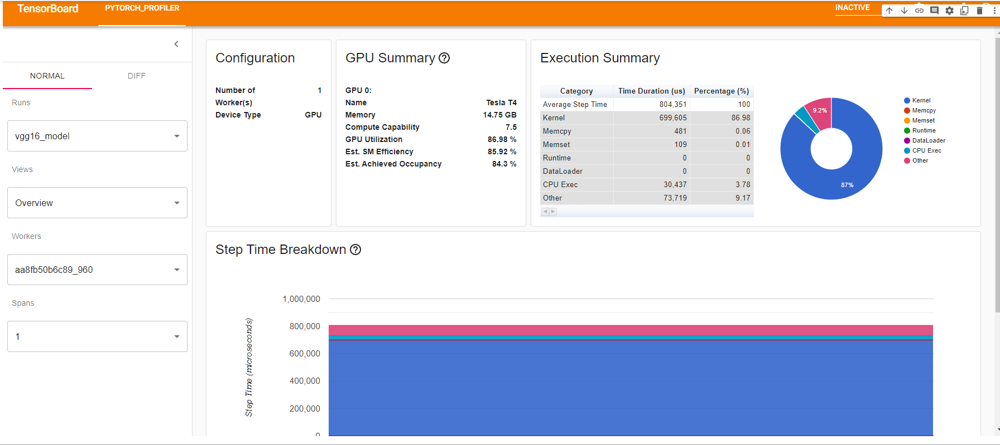 TensorBoard
PYTORCH_PROFILER
INACTIVE
NORMAL DIFF
Runs
vgg16_model
Views
Overview
Workers
aa8fb50b6c89_960
Spans
1
Configuration
Number of Worker(s) 1
Device Type GPU
GPU Summary
GPU 0:
Name Tesla T4
Memory 14.75 GB
Compute Capability 7.5
GPU Utilization 86.98 %
Est. SM Efficiency 85.92 %
Est. Achieved Occupancy 84.3 %
Execution Summary
Category Time Duration (us) Percentage (%)
Average Step Time 804,351 100
Kernel 699,605 86.98
Memcpy 481 0.06
Memset 109 0.01
Runtime 0 0
DataLoader 0 0
CPU Exec 30,437 3.78
Other 73,719 9.17
9.2%
87%
Kernel
Memcpy
Memset
Runtime
DataLoader
CPU Exec
Other
Step Time Breakdown
Step Time (microseconds)
1,000,000
800,000
600,000
400,000
200,000
0